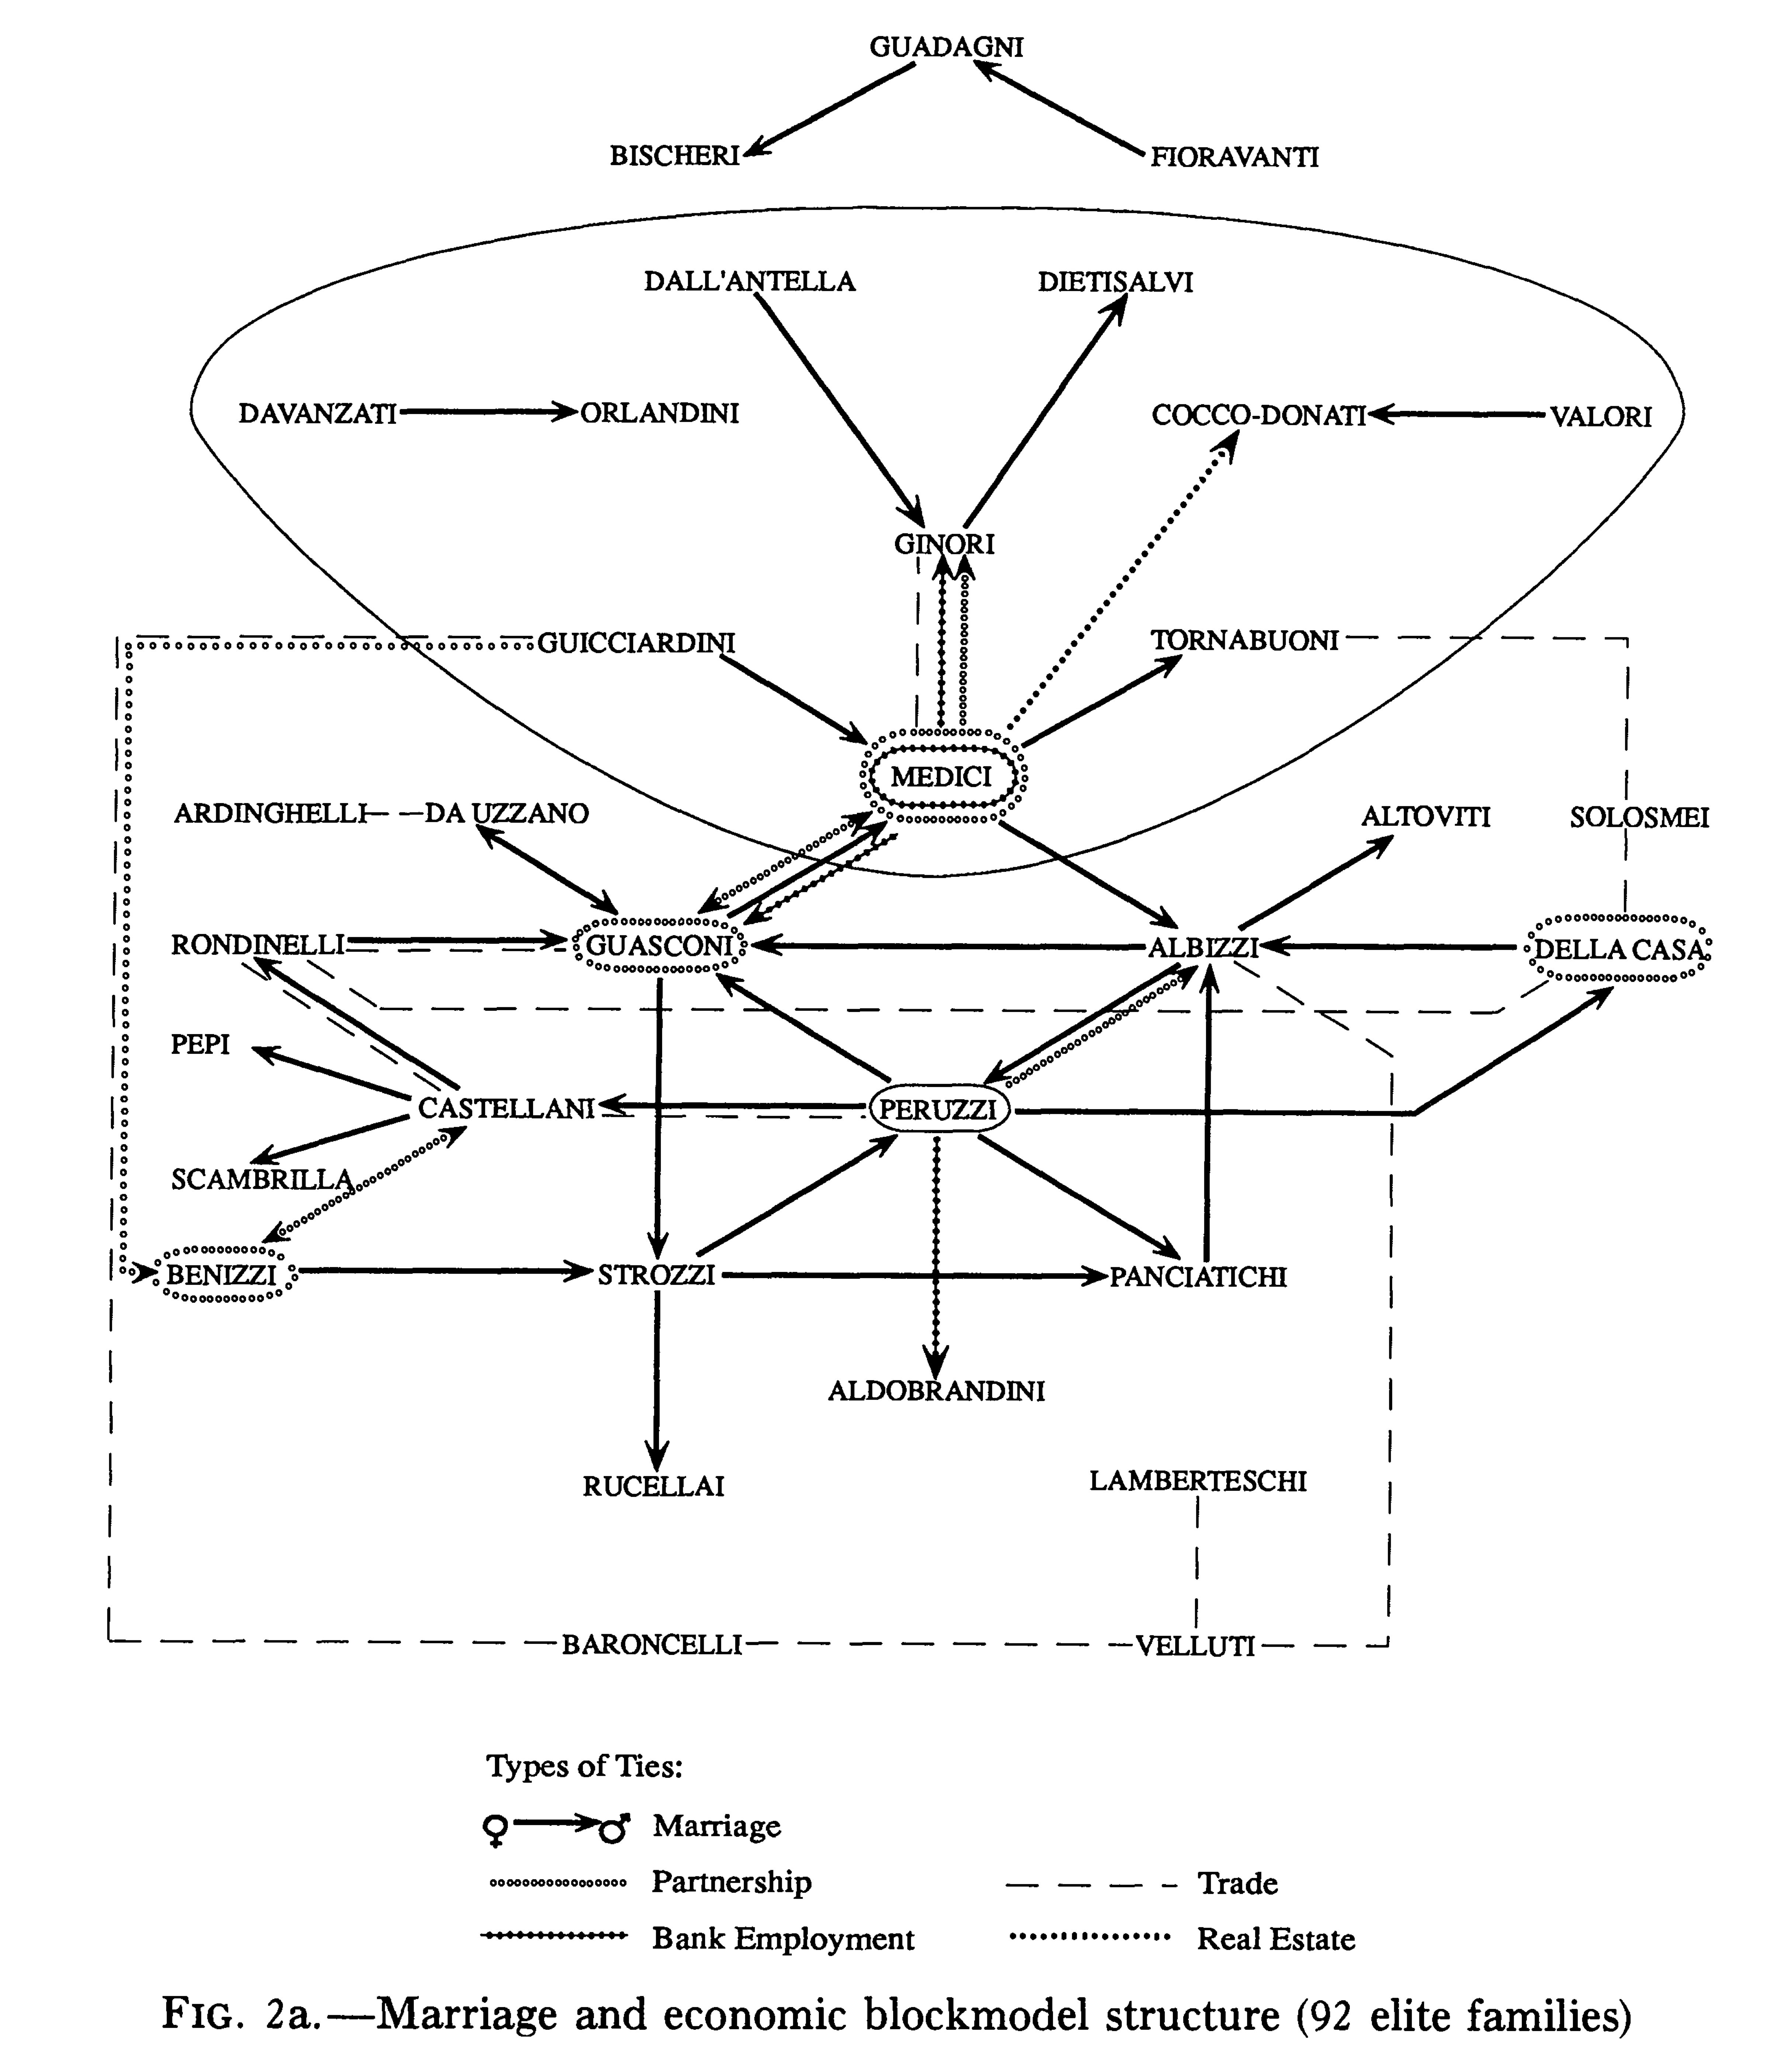 GUADAGNI
BISCHERI
FIORAVANTI
DALL'ANTELLA
DIETISALVI
DAVANZATI
ORLANDINI
COCCO-DONATI
VALORI
GINORI
GUICCIARDINI
TORNABUONI
MEDICI
ARDINGHELLI
DA UZZANO
ALTOVITI
SOLOSMEI
RONDINELLI
GUASCONI
ALBIZZI
DELLA CASA
PEPI
CASTELLANI
PERUZZI
SCAMBRILLA
BENIZZI
STROZZI
PANCIATICHI
ALDOBRANDINI
RUCELLAI
LAMBERTESCHI
BARONCELLI
VELLUTI
Types of Ties:
♀ ♂ Marriage
Partnership
Trade
Bank Employment
Real Estate
FIG. 2a.—Marriage and economic blockmodel structure (92 elite families)